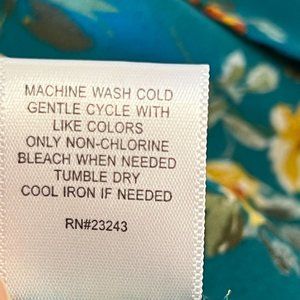 MACHINE WASH COLD
GENTLE CYCLE WITH
LIKE COLORS
ONLY NON-CHLORINE
BLEACH WHEN NEEDED
TUMBLE DRY
COOL IRON IF NEEDED
RN#23243